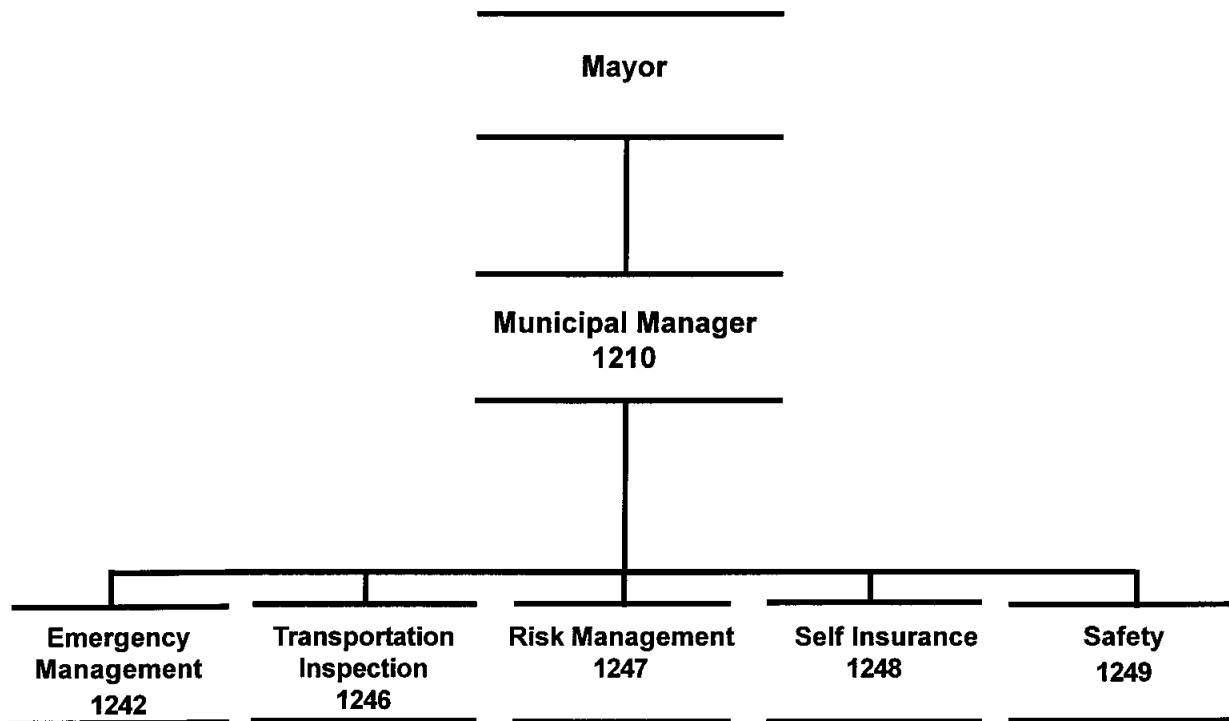 Mayor
Municipal Manager
1210
Emergency
Management
1242
Transportation
Inspection
1246
Risk Management
1247
Self Insurance
1248
Safety
1249